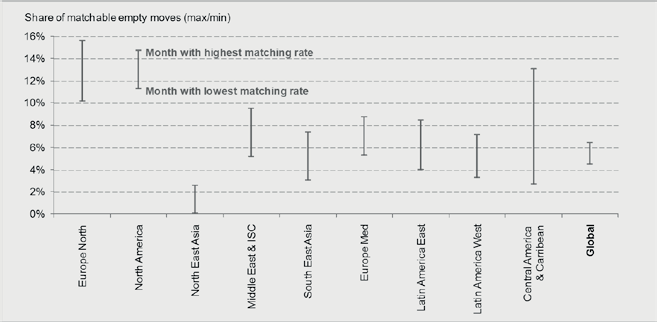 Share of matchable empty moves (max/min)
16%
14%
12%
10%
8%
6%
4%
2%
0%
Month with highest matching rate
Month with lowest matching rate
Europe North
North America
North East Asia
Middle East & ISC
South East Asia
Europe Med
Latin America East
Latin America West
Central America
& Carribean
Global